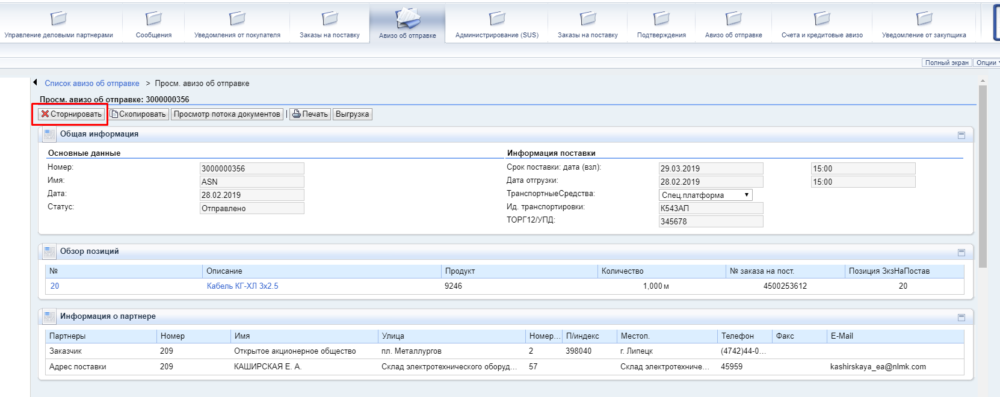 Управление деловыми партнерами Сообщения Уведомления от покупателя Заказы на поставку Авизо об отправке Администрирование (SUS) Заказы на поставку Подтверждения Авизо об отправке Счета и кредитовые авизо Уведомление от закупщика
Полный экран Опции
Список авизо об отправке > Просм. авизо об отправке
Просм. авизо об отправке: 3000000356
Сторнировать Скопировать Просмотр потока документов | Печать Выгрузка
Общая информация
Основные данные Информация поставки
Номер: 3000000356 Срок поставки: дата (взл): 29.03.2019 15:00
Имя: ASN Дата отгрузки: 28.02.2019 15:00
Дата: 28.02.2019 ТранспортныеСредства: Спец.платформа
Статус: Отправлено Ид. транспортировки: К543АП
ТОРГ12/УПД: 345678
Обзор позиций
№ Описание Продукт Количество № заказа на пост. Позиция ЗкзНаПостав
20 Кабель КГ-ХЛ 3х2.5 9246 1,000 м 4500253612 20
Информация о партнере
Партнеры Номер Имя Улица Номер... П/индекс Местоп. Телефон Факс E-Mail
Заказчик 209 Открытое акционерное общество пл. Металлургов 2 398040 г. Липецк (4742)44-0...
Адрес поставки 209 КАШИРСКАЯ Е. А. Склад электротехнического оборуд... 57 Склад электротехниче... 45959 kashirskaya_ea@nlmk.com